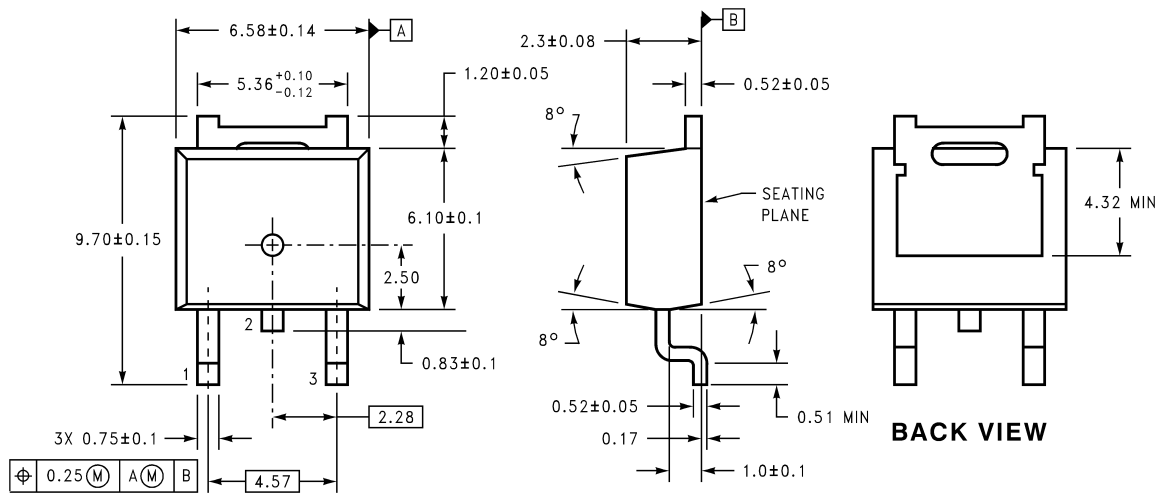 6.58±0.14
A
2.3±0.08
B
5.36 +0.10 -0.12
1.20±0.05
0.52±0.05
8°
SEATING
PLANE
4.32 MIN
6.10±0.1
9.70±0.15
2.50
8°
2
8°
0.83±0.1
1
3
2.28
0.52±0.05
0.51 MIN
3X 0.75±0.1
0.17
BACK VIEW
⌖ 0.25 Ⓜ A Ⓜ B
4.57
1.0±0.1